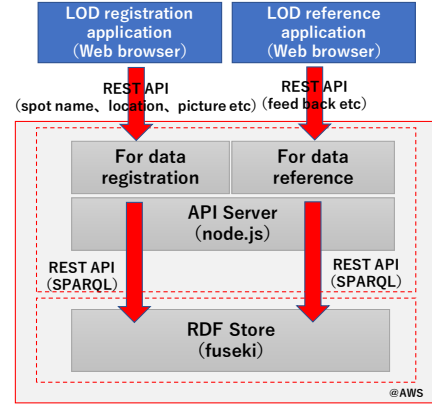 LOD registration
application
（Web browser）
LOD reference
application
（Web browser）
REST API
（spot name、location、picture etc）
REST API
（feed back etc）
For data
registration
For data
reference
API Server
（node.js）
REST API
（SPARQL）
REST API
（SPARQL）
RDF Store
（fuseki）
@AWS